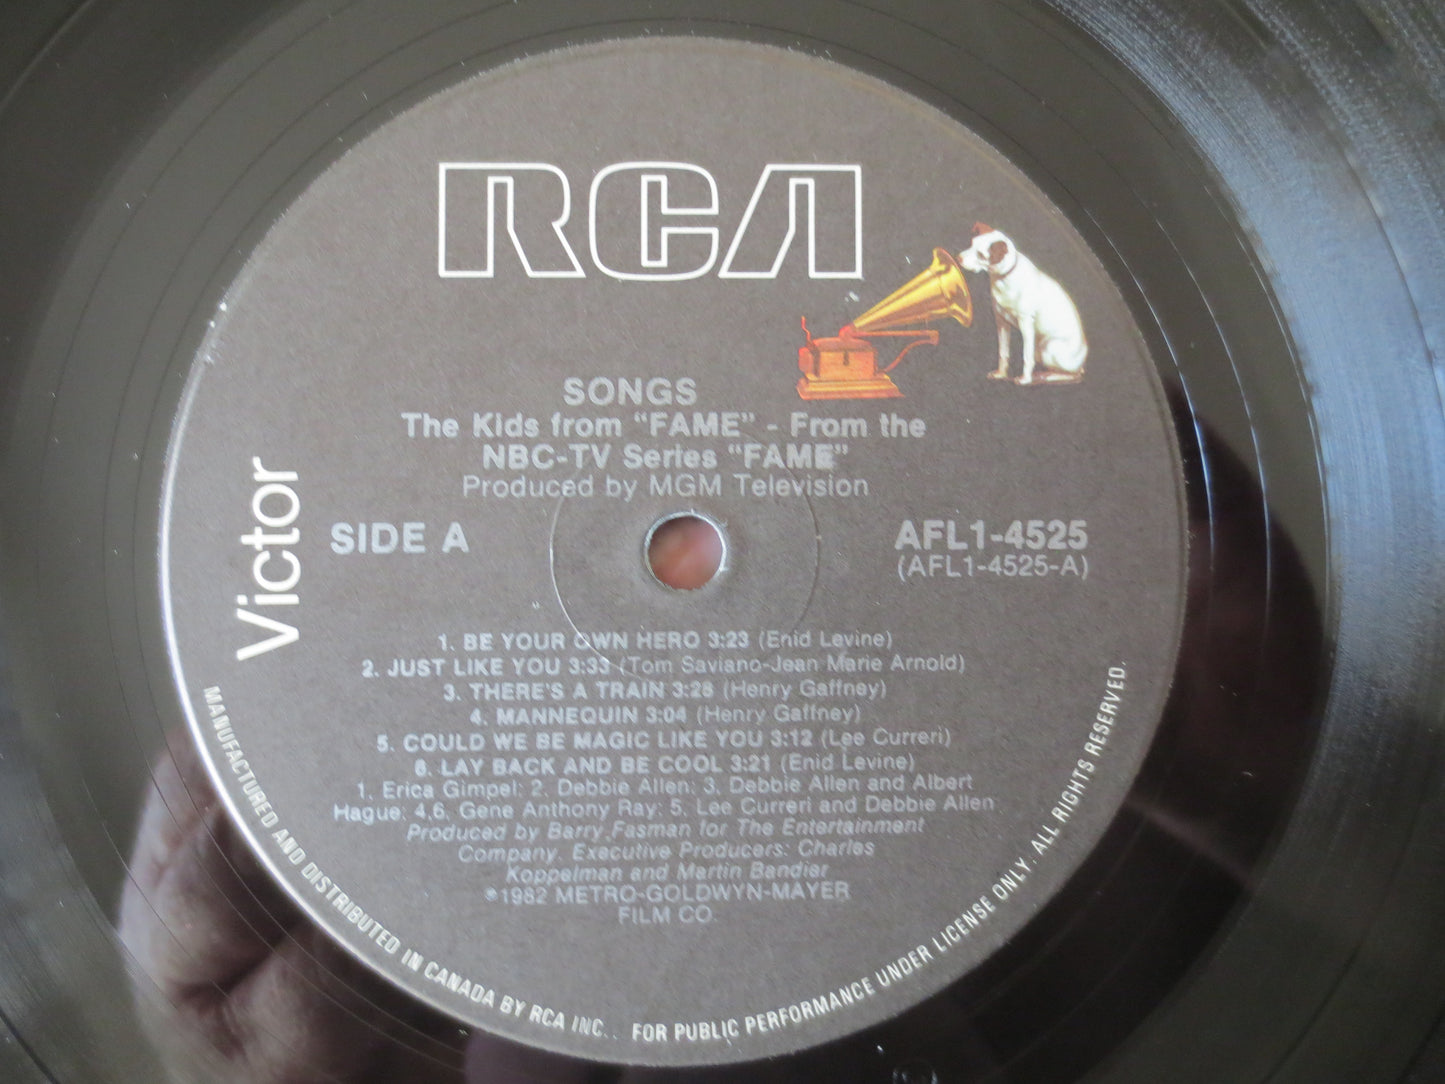 RCA
Victor
SONGS
The Kids from "FAME" - From the
NBC-TV Series "FAME"
Produced by MGM Television
SIDE A
AFL1-4525
(AFL1-4525-A)
1. BE YOUR OWN HERO 3:23 (Enid Levine)
2. JUST LIKE YOU 3:33 (Tom Saviano-Jean Marie Arnold)
3. THERE'S A TRAIN 3:28 (Henry Gaffney)
4. MANNEQUIN 3:04 (Henry Gaffney)
5. COULD WE BE MAGIC LIKE YOU 3:12 (Lee Curreri)
6. LAY BACK AND BE COOL 3:21 (Enid Levine)
1. Erica Gimpel: 2. Debbie Allen: 3. Debbie Allen and Albert
Hague: 4,6. Gene Anthony Ray: 5. Lee Curreri and Debbie Allen
Produced by Barry Fasman for The Entertainment
Company. Executive Producers: Charles
Koppelman and Martin Bandier
℗1982 METRO-GOLDWYN-MAYER
FILM CO.
MANUFACTURED AND DISTRIBUTED IN CANADA BY RCA INC.. FOR PUBLIC PERFORMANCE UNDER LICENSE ONLY. ALL RIGHTS RESERVED.